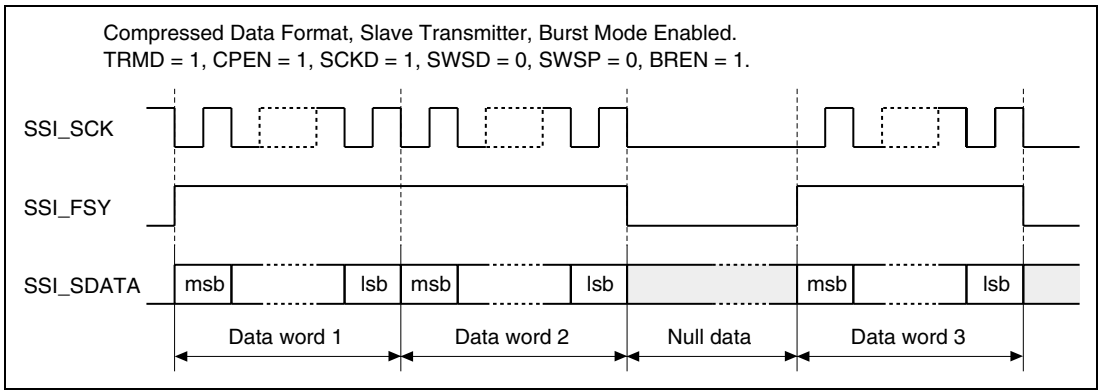 Compressed Data Format, Slave Transmitter, Burst Mode Enabled.
TRMD = 1, CPEN = 1, SCKD = 1, SWSD = 0, SWSP = 0, BREN = 1.
SSI_SCK
SSI_FSY
SSI_SDATA msb lsb msb lsb msb lsb
Data word 1 Data word 2 Null data Data word 3